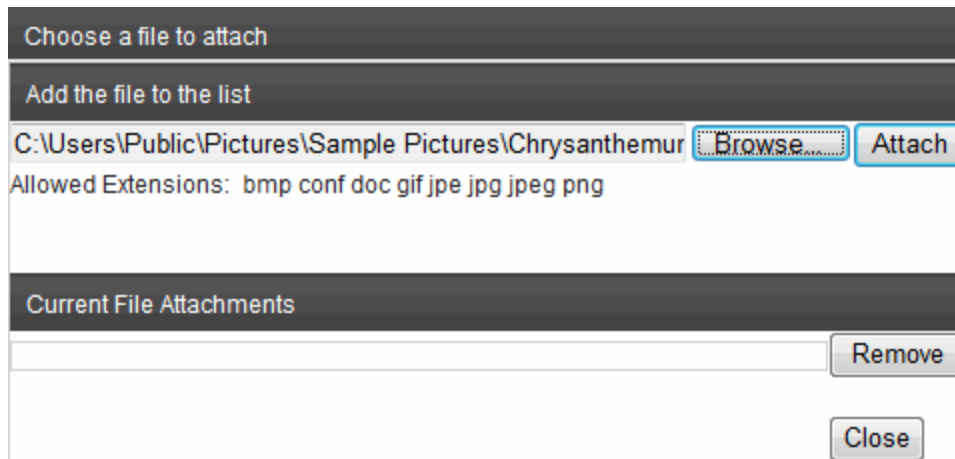 Choose a file to attach
Add the file to the list
C:\Users\Public\Pictures\Sample Pictures\Chrysanthemur Browse... Attach
Allowed Extensions: bmp conf doc gif jpe jpg jpeg png
Current File Attachments
Remove
Close